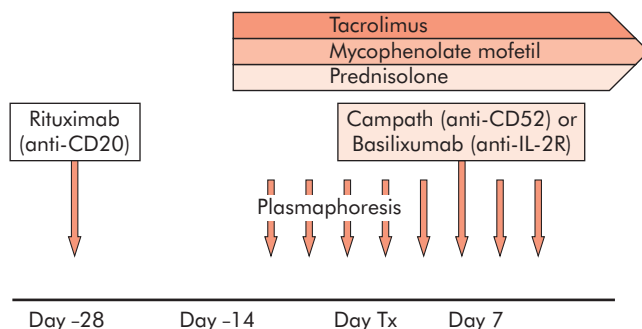 Tacrolimus
Mycophenolate mofetil
Prednisolone
Rituximab
(anti-CD20)
Campath (anti-CD52) or
Basilixumab (anti-IL-2R)
Plasmaphoresis
Day –28
Day –14
Day Tx
Day 7